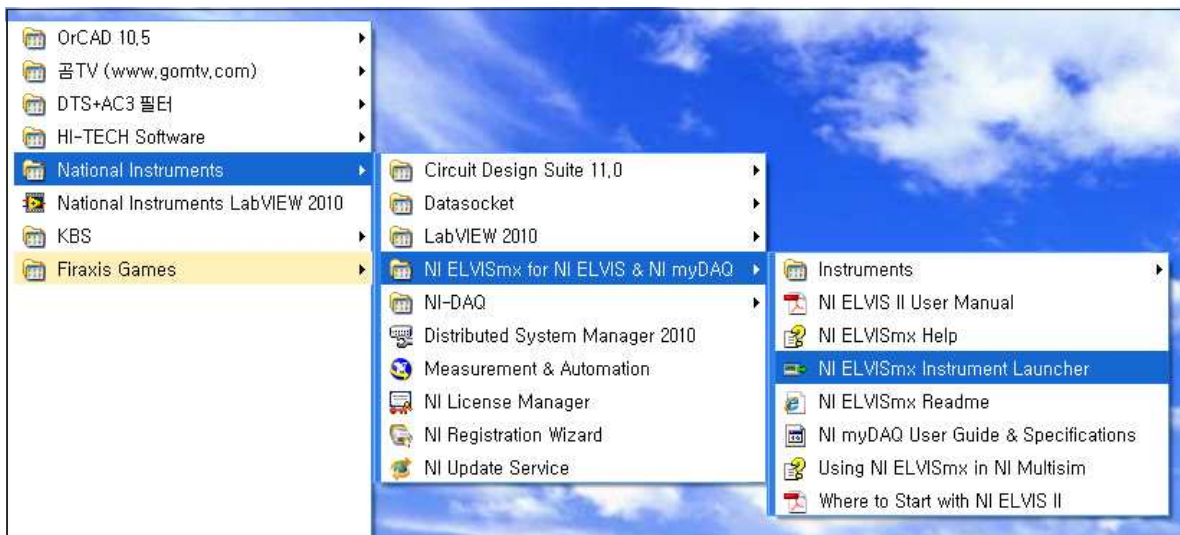 OrCAD 10,5
곰TV (www,gomtv,com)
DTS+AC3 필터
HI-TECH Software
National Instruments
National Instruments LabVIEW 2010
KBS
Firaxis Games
Circuit Design Suite 11,0
Datasocket
LabVIEW 2010
NI ELVISmx for NI ELVIS & NI myDAQ
NI-DAQ
Distributed System Manager 2010
Measurement & Automation
NI License Manager
NI Registration Wizard
NI Update Service
Instruments
NI ELVIS II User Manual
NI ELVISmx Help
NI ELVISmx Instrument Launcher
NI ELVISmx Readme
NI myDAQ User Guide & Specifications
Using NI ELVISmx in NI Multisim
Where to Start with NI ELVIS II